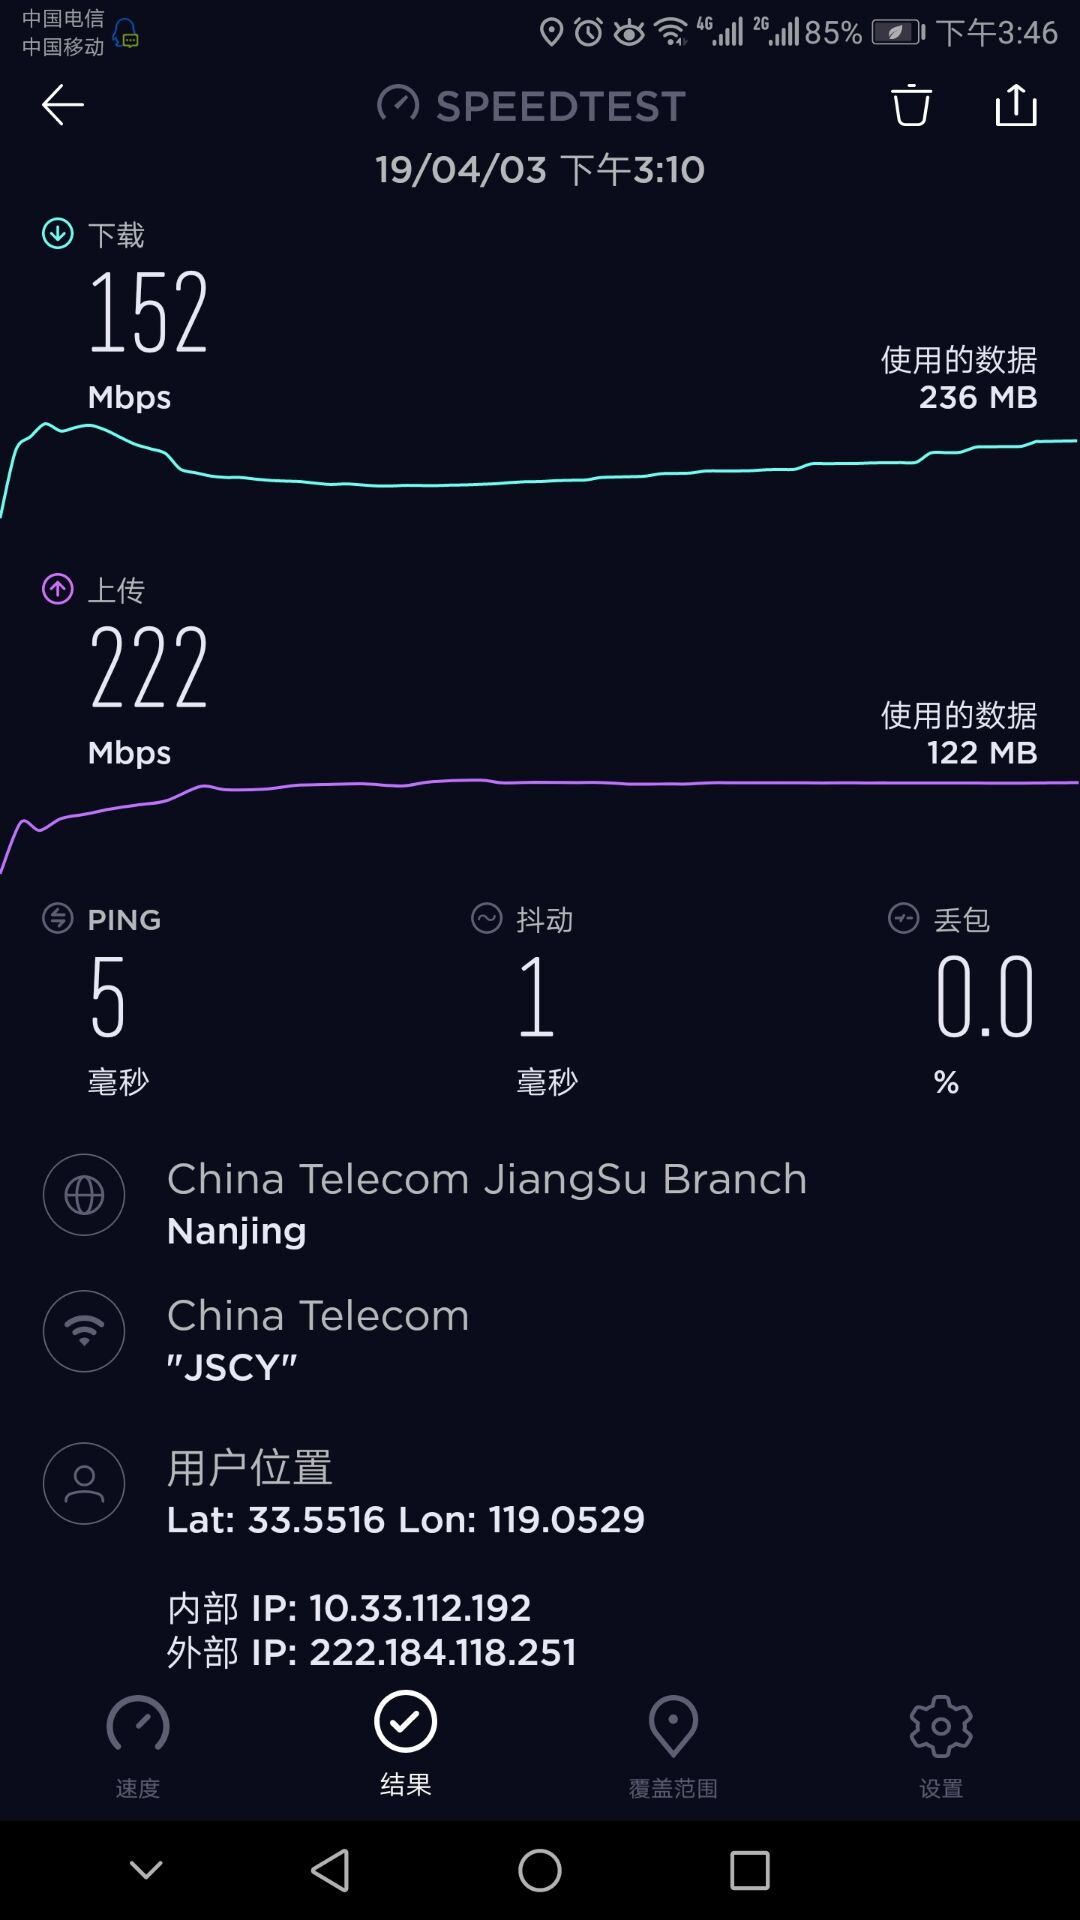 中国电信
中国移动
4G 2G 85% 下午3:46
SPEEDTEST
19/04/03 下午3:10
下载
152
Mbps
使用的数据
236 MB
上传
222
Mbps
使用的数据
122 MB
PING 抖动 丢包
5 1 0.0
毫秒 毫秒 %
China Telecom JiangSu Branch
Nanjing
China Telecom
"JSCY"
用户位置
Lat: 33.5516 Lon: 119.0529
内部 IP: 10.33.112.192
外部 IP: 222.184.118.251
速度 结果 覆盖范围 设置